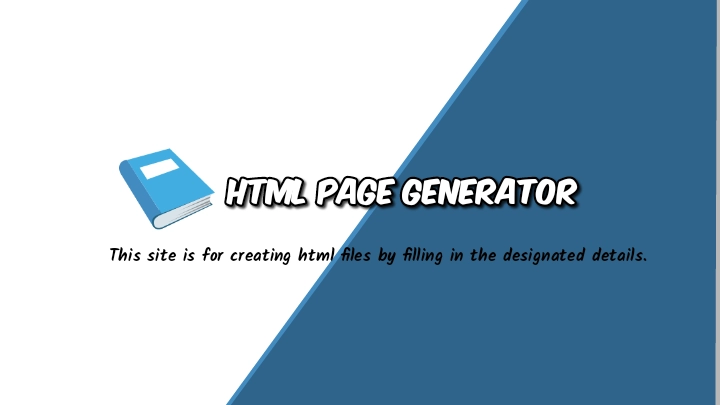 HTML PAGE GENERATOR
This site is for creating html files by filling in the designated details.